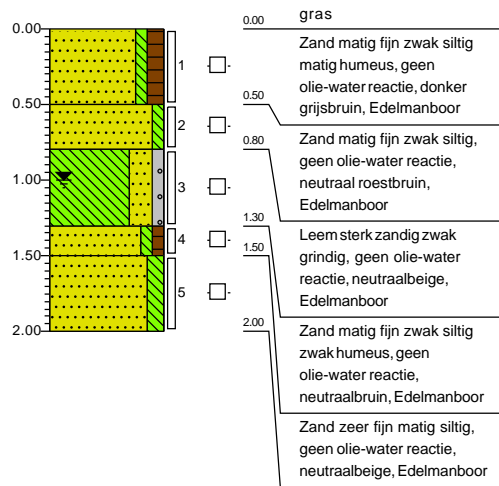 0.00
0.50
1.00
1.50
2.00
1
2
3
4
5
0.00
gras
Zand matig fijn zwak siltig
matig humeus, geen
olie-water reactie, donker
grijsbruin, Edelmanboor
0.50
Zand matig fijn zwak siltig,
geen olie-water reactie,
neutraal roestbruin,
Edelmanboor
0.80
Leem sterk zandig zwak
grindig, geen olie-water
reactie, neutraalbeige,
Edelmanboor
1.30
Zand matig fijn zwak siltig
zwak humeus, geen
olie-water reactie,
neutraalbruin, Edelmanboor
1.50
Zand zeer fijn matig siltig,
geen olie-water reactie,
neutraalbeige, Edelmanboor
2.00